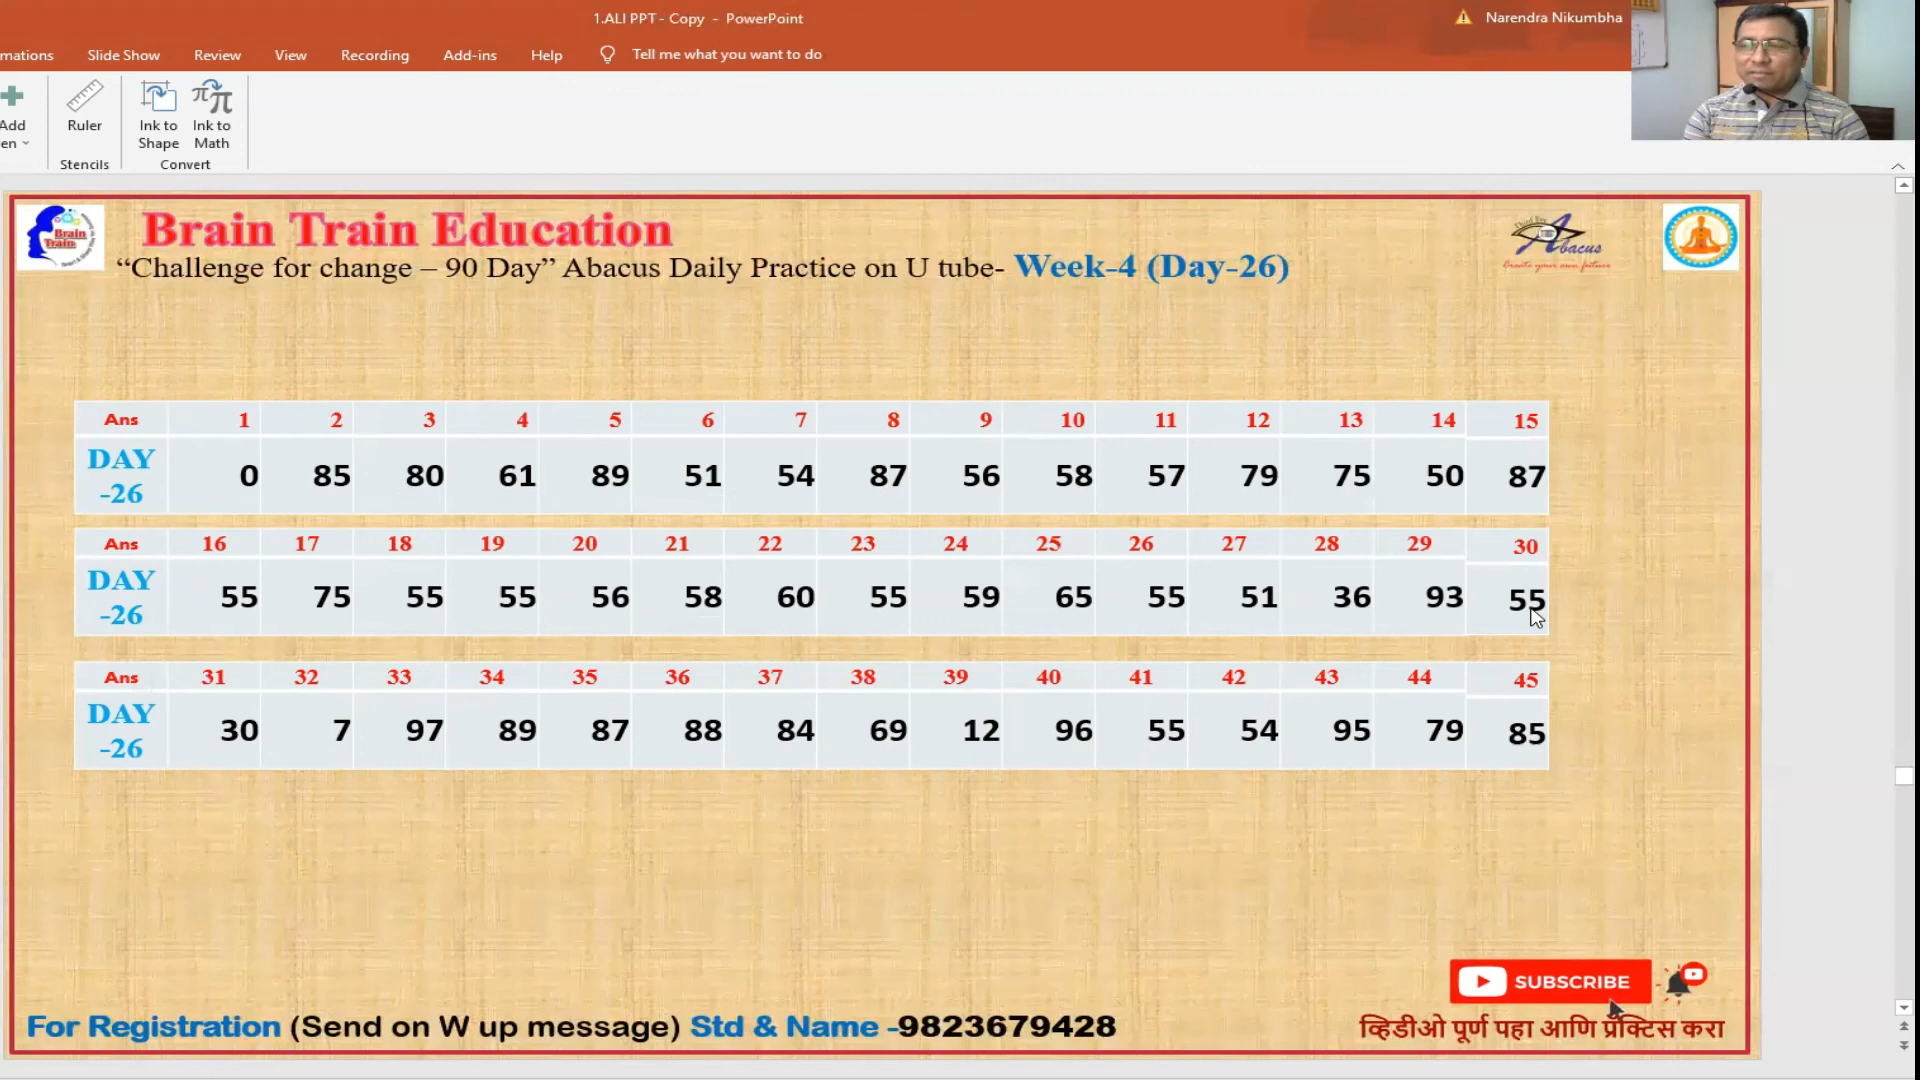 1.ALI PPT - Copy - PowerPoint
Narendra Nikumbha
mations Slide Show Review View Recording Add-ins Help Tell me what you want to do
Add Ruler Ink to Ink to
en Shape Math
Stencils Convert
Brain Train Education
Brain
Train
Abacus
“Challenge for change – 90 Day” Abacus Daily Practice on U tube- Week-4 (Day-26)
Ans 1 2 3 4 5 6 7 8 9 10 11 12 13 14 15
DAY
-26 0 85 80 61 89 51 54 87 56 58 57 79 75 50 87
Ans 16 17 18 19 20 21 22 23 24 25 26 27 28 29 30
DAY
-26 55 75 55 55 56 58 60 55 59 65 55 51 36 93 55
Ans 31 32 33 34 35 36 37 38 39 40 41 42 43 44 45
DAY
-26 30 7 97 89 87 88 84 69 12 96 55 54 95 79 85
SUBSCRIBE
For Registration (Send on W up message) Std & Name -9823679428
व्हिडीओ पूर्ण पहा आणि प्रॅक्टिस करा